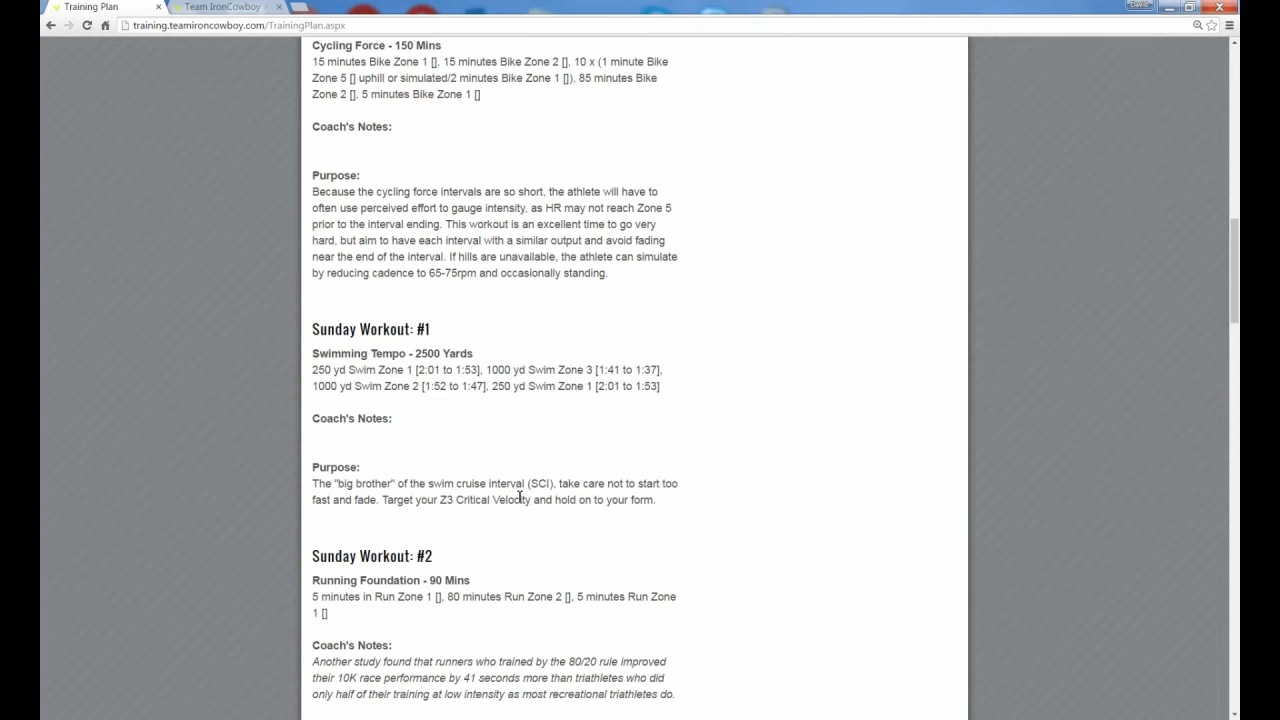 Training Plan
Team IronCowboy
David
training.teamironcowboy.com/TrainingPlan.aspx
Cycling Force - 150 Mins
15 minutes Bike Zone 1 [], 15 minutes Bike Zone 2 [], 10 x (1 minute Bike
Zone 5 [] uphill or simulated/2 minutes Bike Zone 1 []), 85 minutes Bike
Zone 2 [], 5 minutes Bike Zone 1 []
Coach's Notes:
Purpose:
Because the cycling force intervals are so short, the athlete will have to
often use perceived effort to gauge intensity, as HR may not reach Zone 5
prior to the interval ending. This workout is an excellent time to go very
hard, but aim to have each interval with a similar output and avoid fading
near the end of the interval. If hills are unavailable, the athlete can simulate
by reducing cadence to 65-75rpm and occasionally standing.
Sunday Workout: #1
Swimming Tempo - 2500 Yards
250 yd Swim Zone 1 [2:01 to 1:53], 1000 yd Swim Zone 3 [1:41 to 1:37],
1000 yd Swim Zone 2 [1:52 to 1:47], 250 yd Swim Zone 1 [2:01 to 1:53]
Coach's Notes:
Purpose:
The "big brother" of the swim cruise interval (SCI), take care not to start too
fast and fade. Target your Z3 Critical Velocity and hold on to your form.
Sunday Workout: #2
Running Foundation - 90 Mins
5 minutes in Run Zone 1 [], 80 minutes Run Zone 2 [], 5 minutes Run Zone
1 []
Coach's Notes:
Another study found that runners who trained by the 80/20 rule improved
their 10K race performance by 41 seconds more than triathletes who did
only half of their training at low intensity as most recreational triathletes do.